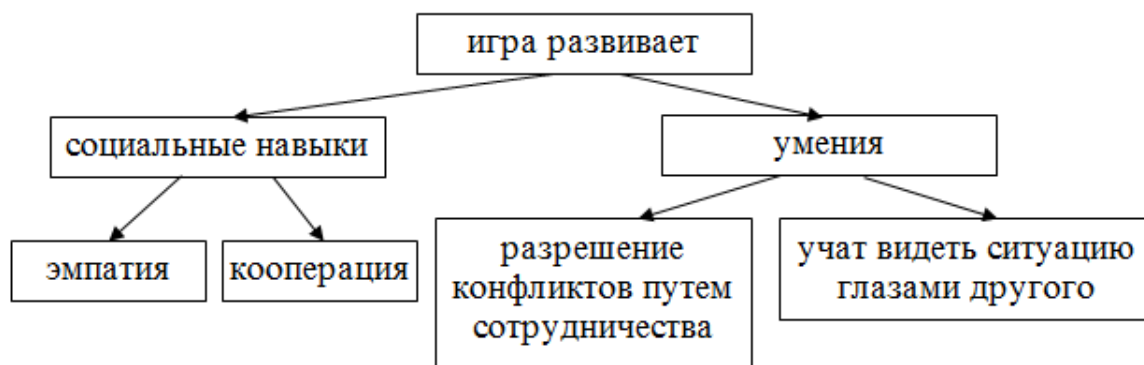 игра развивает
социальные навыки
умения
эмпатия
кооперация
разрешение
конфликтов путем
сотрудничества
учат видеть ситуацию
глазами другого